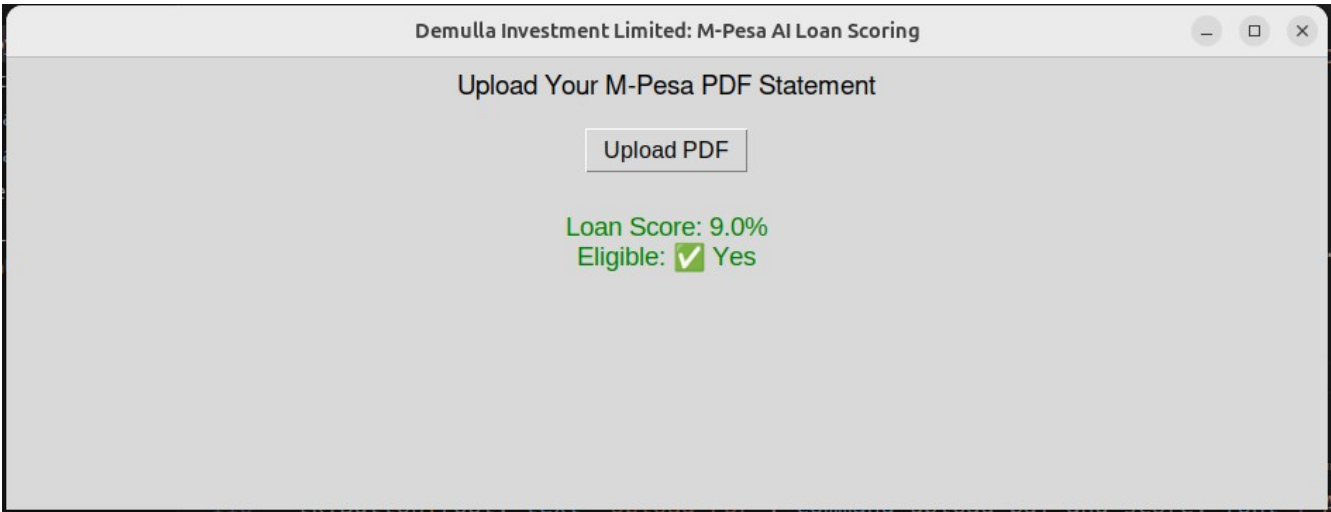 Demulla Investment Limited: M-Pesa AI Loan Scoring
Upload Your M-Pesa PDF Statement
Upload PDF
Loan Score: 9.0%
Eligible: ✅ Yes